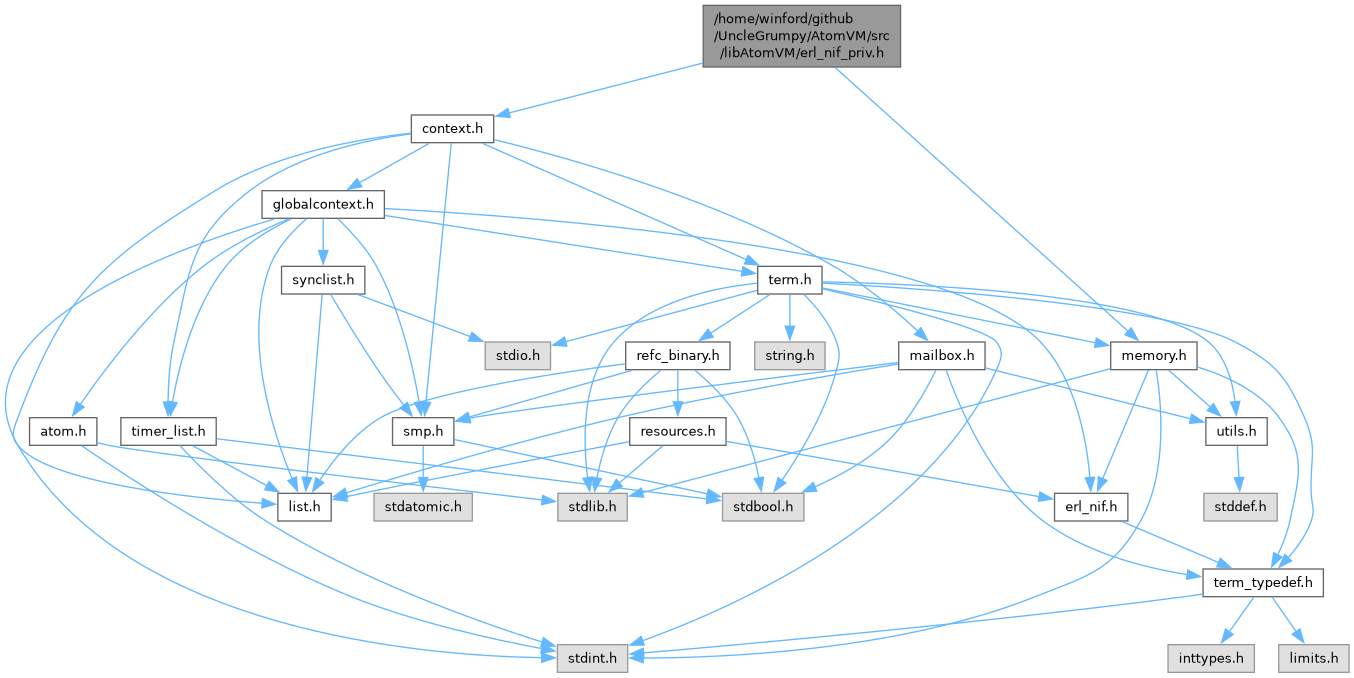 /home/winford/github
/UncleGrumpy/AtomVM/src
/libAtomVM/erl_nif_priv.h
context.h
globalcontext.h
synclist.h
term.h
stdio.h
refc_binary.h
string.h
mailbox.h
memory.h
atom.h
timer_list.h
smp.h
resources.h
utils.h
list.h
stdatomic.h
stdlib.h
stdbool.h
erl_nif.h
stddef.h
term_typedef.h
stdint.h
inttypes.h
limits.h